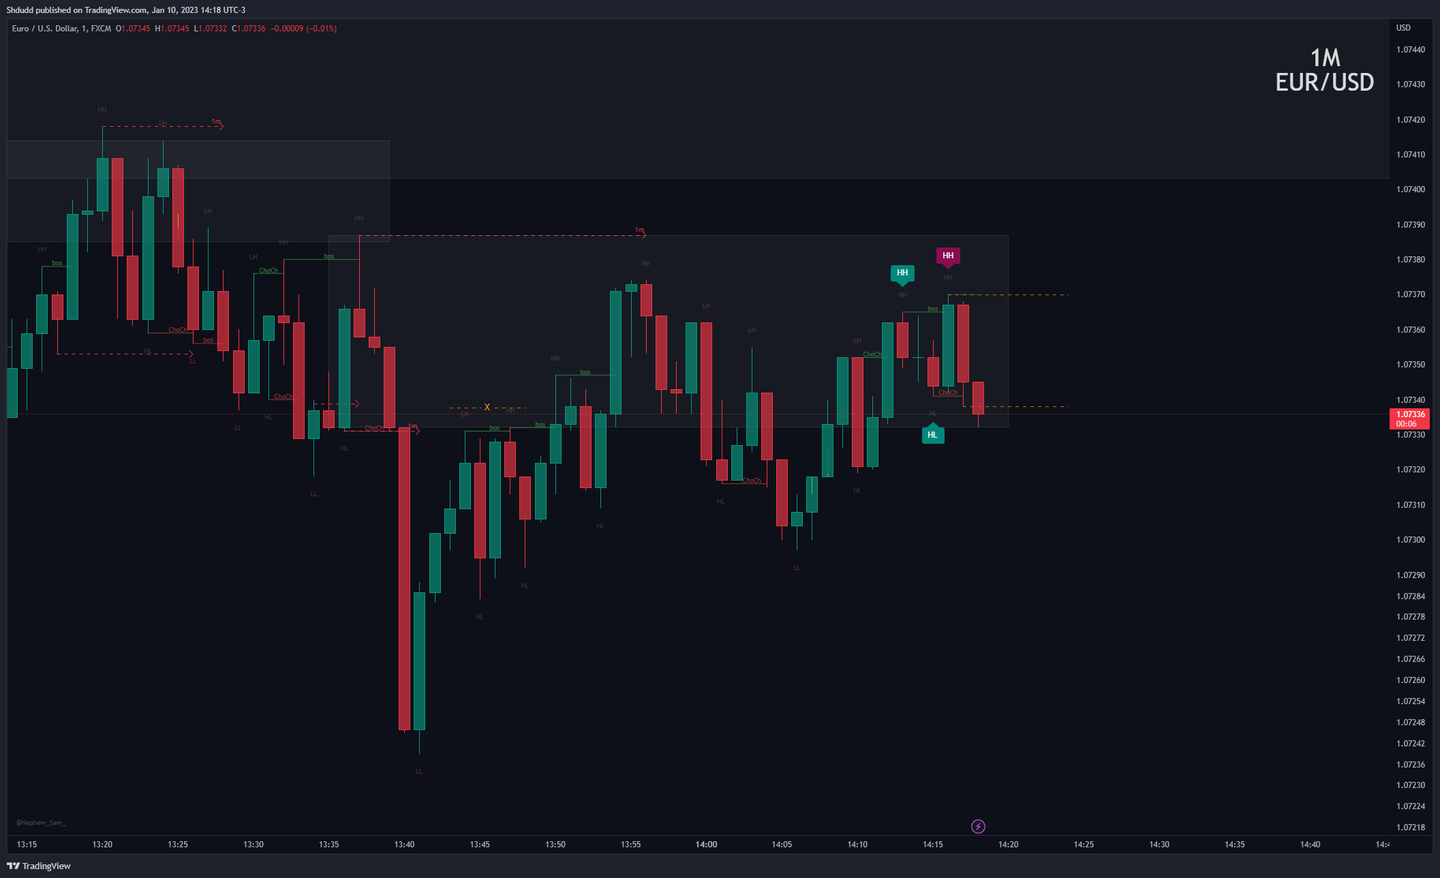 Shdudd published on TradingView.com, Jan 10, 2023 14:18 UTC-3
Euro / U.S. Dollar, 1, FXCM O1.07345 H1.07345 L1.07332 C1.07336 −0.00009 (−0.01%)
USD
1M
EUR/USD
1.07440
1.07430
1.07420
1.07410
1.07400
1.07390
1.07380
1.07370
1.07360
1.07350
1.07340
1.07336
00:06
1.07330
1.07320
1.07310
1.07300
1.07290
1.07284
1.07278
1.07272
1.07266
1.07260
1.07254
1.07248
1.07242
1.07236
1.07230
1.07224
1.07218
HH
LH
1m
HH
bos
ChoCh
HL
LL
bos
LH
LH
HH
ChoCh
bos
HH
ChoCh
HL
LL
LL
HL
ChoCh
1m
LL
X
LH
HH
bos
bos
HL
HL
HH
bos
HL
1m
HH
LH
LH
HL
ChoCh
LL
LH
ChoCh
HL
HH
HH
bos
HH
HH
ChoCh
HL
HL
@Nephew_Sam_
13:15 13:20 13:25 13:30 13:35 13:40 13:45 13:50 13:55 14:00 14:05 14:10 14:15 14:20 14:25 14:30 14:35 14:40
TradingView